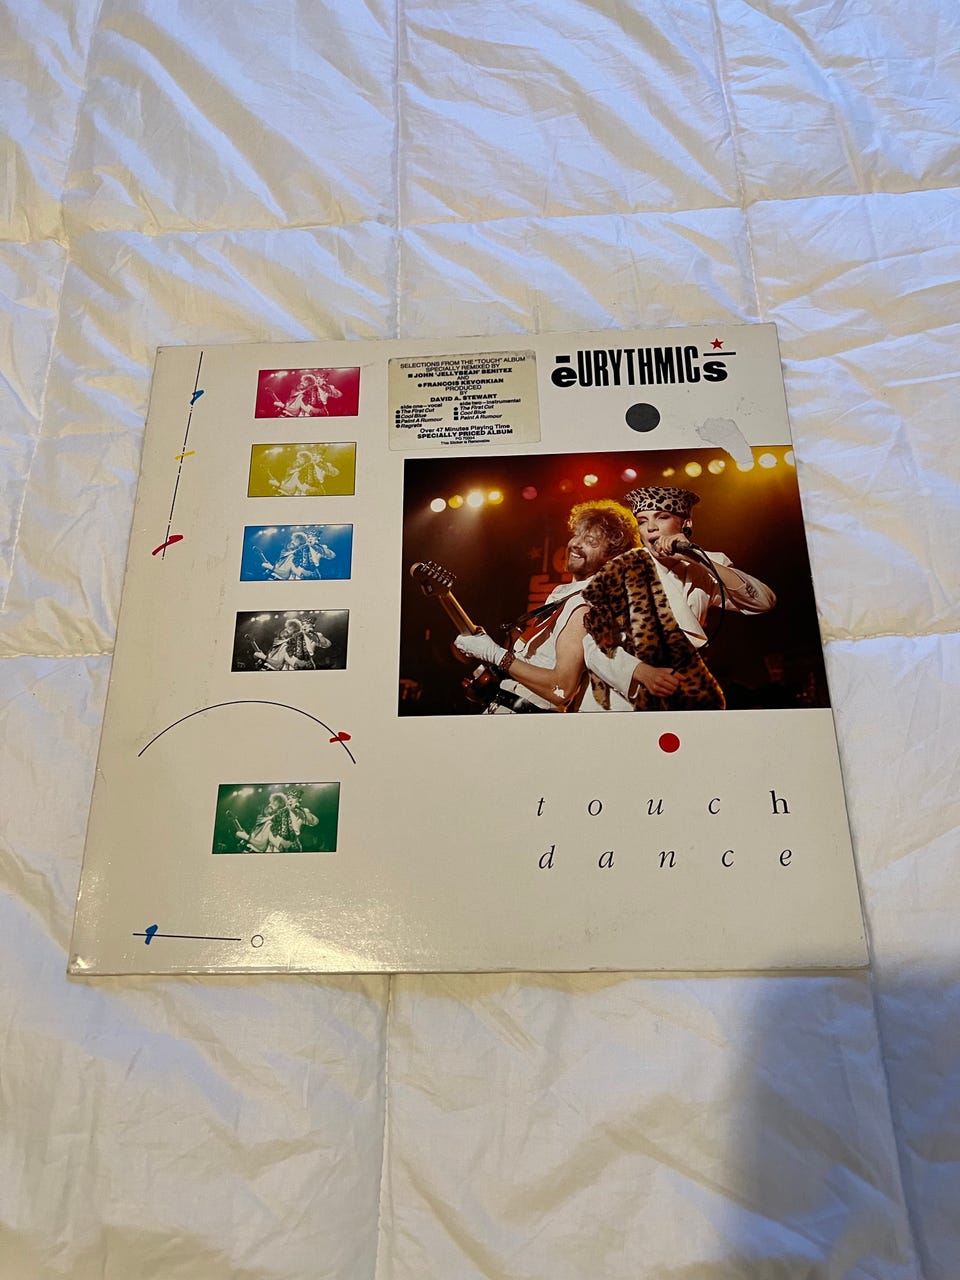 SELECTIONS FROM THE "TOUCH" ALBUM
SPECIALLY REMIXED BY
JOHN 'JELLYBEAN' BENITEZ
AND
FRANCOIS KEVORKIAN
PRODUCED
BY
DAVID A. STEWART
side one—vocal
The First Cut
Cool Blue
Paint A Rumour
Regrets
side two—instrumental
The First Cut
Cool Blue
Paint A Rumour
Over 47 Minutes Playing Time
SPECIALLY PRICED ALBUM
This Sticker is Removable
eURYTHMICs
touch
dance